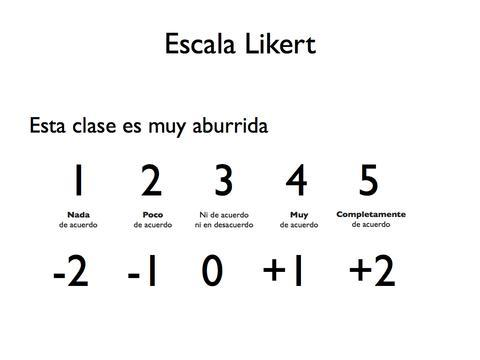 Escala Likert
Esta clase es muy aburrida
1 2 3 4 5
Nada Poco Ni de acuerdo Muy Completamente
de acuerdo de acuerdo ni en desacuerdo de acuerdo de acuerdo
-2 -1 0 +1 +2